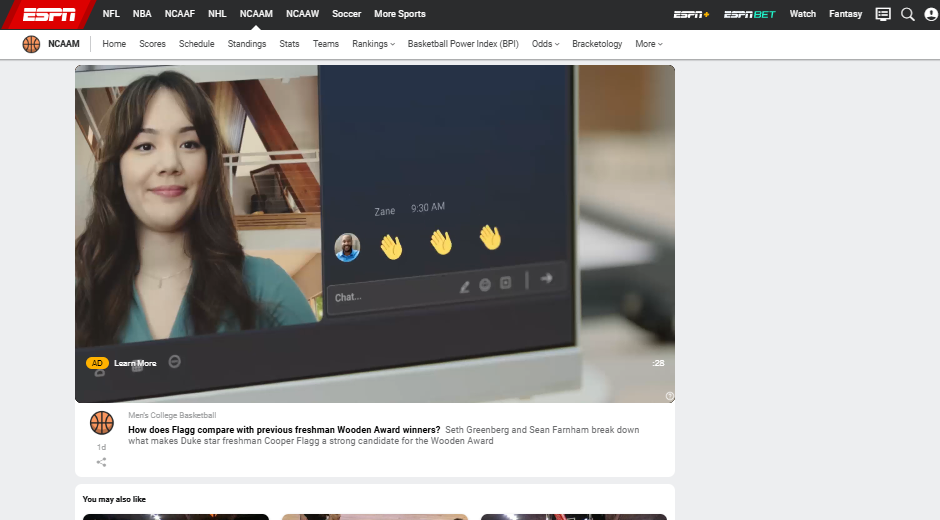 ESPN NFL NBA NCAAF NHL NCAAM NCAAW Soccer More Sports ESPN+ ESPN BET Watch Fantasy
NCAAM Home Scores Schedule Standings Stats Teams Rankings Basketball Power Index (BPI) Odds Bracketology More
Zane 9:30 AM
Chat...
AD Learn More :28
Men's College Basketball
How does Flagg compare with previous freshman Wooden Award winners? Seth Greenberg and Sean Farnham break down
what makes Duke star freshman Cooper Flagg a strong candidate for the Wooden Award
1d
You may also like